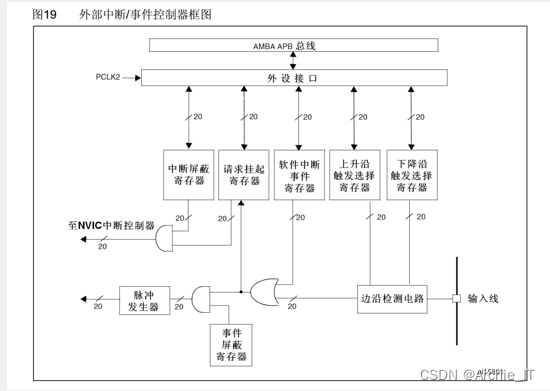 图19 外部中断/事件控制器框图
AMBA APB 总线
PCLK2
外设接口
20 20 20 20 20
中断屏蔽
寄存器
请求挂起
寄存器
软件中断
事件
寄存器
上升沿
触发选择
寄存器
下降沿
触发选择
寄存器
至NVIC中断控制器
20 20 20 20 20
20
脉冲
发生器
边沿检测电路
输入线
20 20 20
事件
屏蔽
寄存器
CSDN @Archie_IT